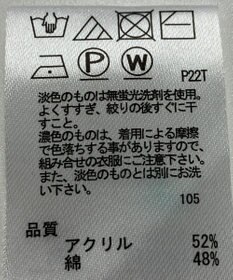 P W
P22T
淡色のものは無蛍光洗剤を使用。
よくすすぎ、絞りの後すぐに干
すこと。
濃色のものは、着用による摩擦
で色落ちする事がありますので、
組み合せの衣服にご注意下さい。
また、淡色のものとは別にお洗
い下さい。
105
品質
アクリル 52%
綿 48%